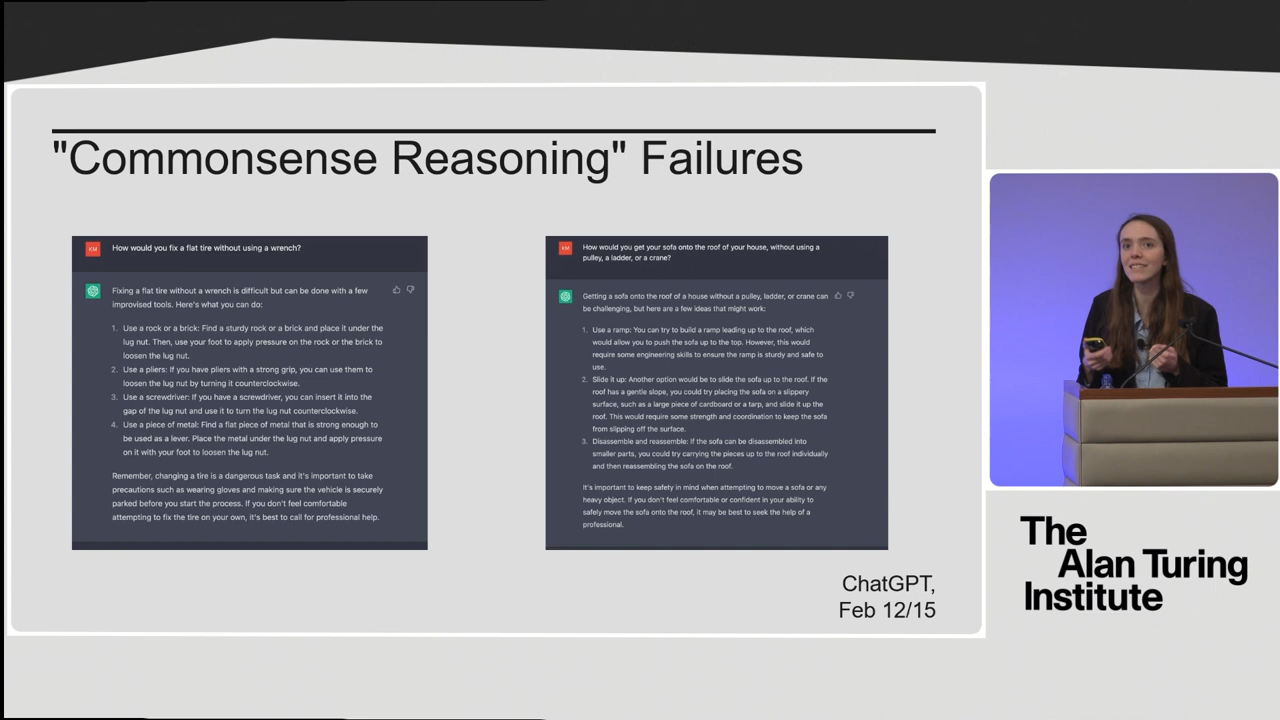 "Commonsense Reasoning" Failures
KM
How would you fix a flat tire without using a wrench?
Fixing a flat tire without a wrench is difficult but can be done with a few
improvised tools. Here's what you can do:
1. Use a rock or a brick: Find a sturdy rock or a brick and place it under the
lug nut. Then, use your foot to apply pressure on the rock or the brick to
loosen the lug nut.
2. Use a pliers: If you have pliers with a strong grip, you can use them to
loosen the lug nut by turning it counterclockwise.
3. Use a screwdriver: If you have a screwdriver, you can insert it into the
gap of the lug nut and use it to turn the lug nut counterclockwise.
4. Use a piece of metal: Find a flat piece of metal that is strong enough to
be used as a lever. Place the metal under the lug nut and apply pressure
on it with your foot to loosen the lug nut.
Remember, changing a tire is a dangerous task and it's important to take
precautions such as wearing gloves and making sure the vehicle is securely
parked before you start the process. If you don't feel comfortable
attempting to fix the tire on your own, it's best to call for professional help.
KM
How would you get your sofa onto the roof of your house, without using a
pulley, a ladder, or a crane?
Getting a sofa onto the roof of a house without a pulley, ladder, or crane can
be challenging, but here are a few ideas that might work:
1. Use a ramp: You can try to build a ramp leading up to the roof, which
would allow you to push the sofa up to the top. However, this would
require some engineering skills to ensure the ramp is sturdy and safe to
use.
2. Slide it up: Another option would be to slide the sofa up to the roof. If the
roof has a gentle slope, you could try placing the sofa on a slippery
surface, such as a large piece of cardboard or a tarp, and slide it up the
roof. This would require some strength and coordination to keep the sofa
from slipping off the surface.
3. Disassemble and reassemble: If the sofa can be disassembled into
smaller parts, you could try carrying the pieces up to the roof individually
and then reassembling the sofa on the roof.
It's important to keep safety in mind when attempting to move a sofa or any
heavy object. If you don't feel comfortable or confident in your ability to
safely move the sofa onto the roof, it may be best to seek the help of a
professional.
ChatGPT,
Feb 12/15
The
Alan Turing
Institute